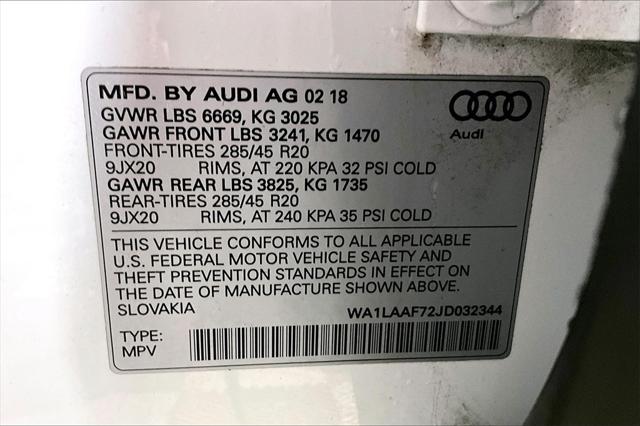 MFD. BY AUDI AG 02 18
GVWR LBS 6669, KG 3025
GAWR FRONT LBS 3241, KG 1470
FRONT-TIRES 285/45 R20
9JX20 RIMS, AT 220 KPA 32 PSI COLD
GAWR REAR LBS 3825, KG 1735
REAR-TIRES 285/45 R20
9JX20 RIMS, AT 240 KPA 35 PSI COLD
Audi
THIS VEHICLE CONFORMS TO ALL APPLICABLE
U.S. FEDERAL MOTOR VEHICLE SAFETY AND
THEFT PREVENTION STANDARDS IN EFFECT ON
THE DATE OF MANUFACTURE SHOWN ABOVE.
SLOVAKIA WA1LAAF72JD032344
TYPE:
MPV